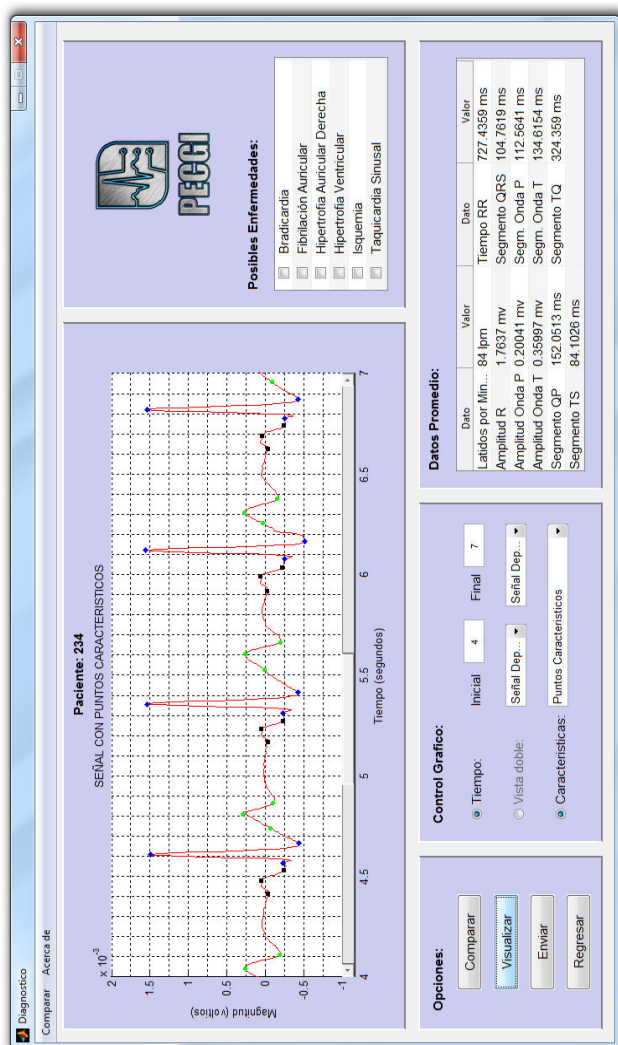 Diagnostico
Comparar Acerca de
Paciente: 234
SEÑAL CON PUNTOS CARACTERISTICOS
x 10^-3
2
1.5
1
0.5
0
-0.5
-1
Magnitud (voltios)
4 4.5 5 5.5 6 6.5 7
Tiempo (segundos)
PECGI
Posibles Enfermedades:
Bradicardia
Fibrilación Auricular
Hipertrofía Auricular Derecha
Hipertrofía Ventricular
Isquemia
Taquicardia Sinusal
Opciones:
Comparar
Visualizar
Enviar
Regresar
Control Grafico:
Inicial Final
Tiempo: 4 7
Vista doble: Señal Dep... Señal Dep...
Caracteristicas: Puntos Caracteristicos
Datos Promedio:
Dato Valor Dato Valor
Latidos por Min... 84 lpm Tiempo RR 727.4359 ms
Amplitud R 1.7637 mv Segmento QRS 104.7619 ms
Amplitud Onda P 0.20041 mv Segm. Onda P 112.5641 ms
Amplitud Onda T 0.35997 mv Segm. Onda T 134.6154 ms
Segmento QP 152.0513 ms Segmento TQ 324.359 ms
Segmento TS 84.1026 ms